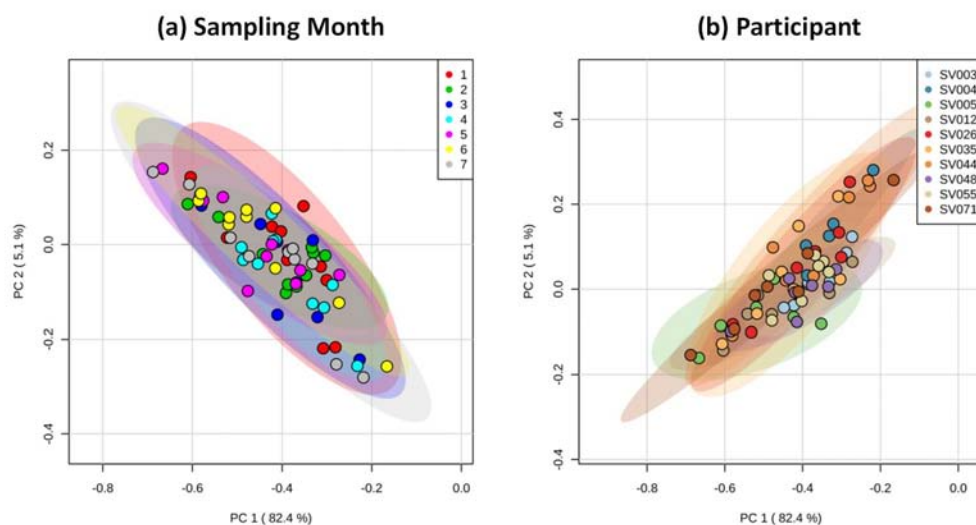 (a) Sampling Month
(b) Participant
PC 2 ( 5.1 %)
0.2
0.0
-0.2
-0.4
1
2
3
4
5
6
7
-0.8
-0.6
-0.4
-0.2
0.0
PC 1 ( 82.4 %)
PC 2 ( 5.1 %)
0.4
0.2
0.0
-0.2
-0.4
SV003
SV004
SV005
SV012
SV026
SV035
SV044
SV048
SV055
SV071
-0.8
-0.6
-0.4
-0.2
0.0
PC 1 ( 82.4 %)